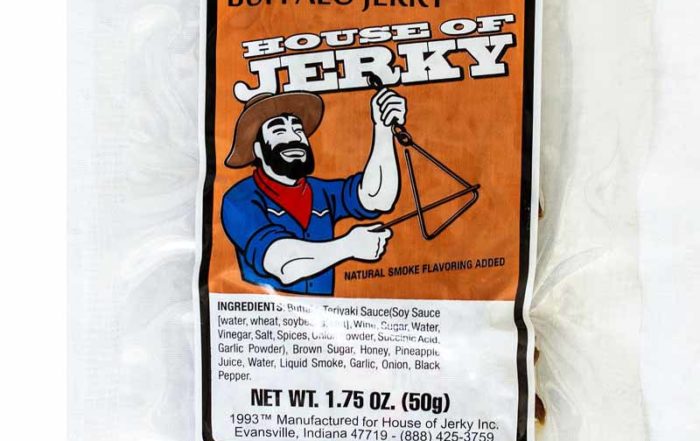 BUFFALO JERKY
HOUSE OF
JERKY
NATURAL SMOKE FLAVORING ADDED
INGREDIENTS: Teriyaki Sauce(Soy Sauce
[water, wheat, Wine, Sugar, Water,
Vinegar, Salt, Spices, Succinic Acid,
Garlic Powder), Brown Sugar, Honey, Pineapple
Juice, Water, Liquid Smoke, Garlic, Onion, Black
Pepper.
NET WT. 1.75 OZ. (50g)
1993™ Manufactured for House of Jerky Inc.
Evansville, Indiana 47719 - (888) 425-3759